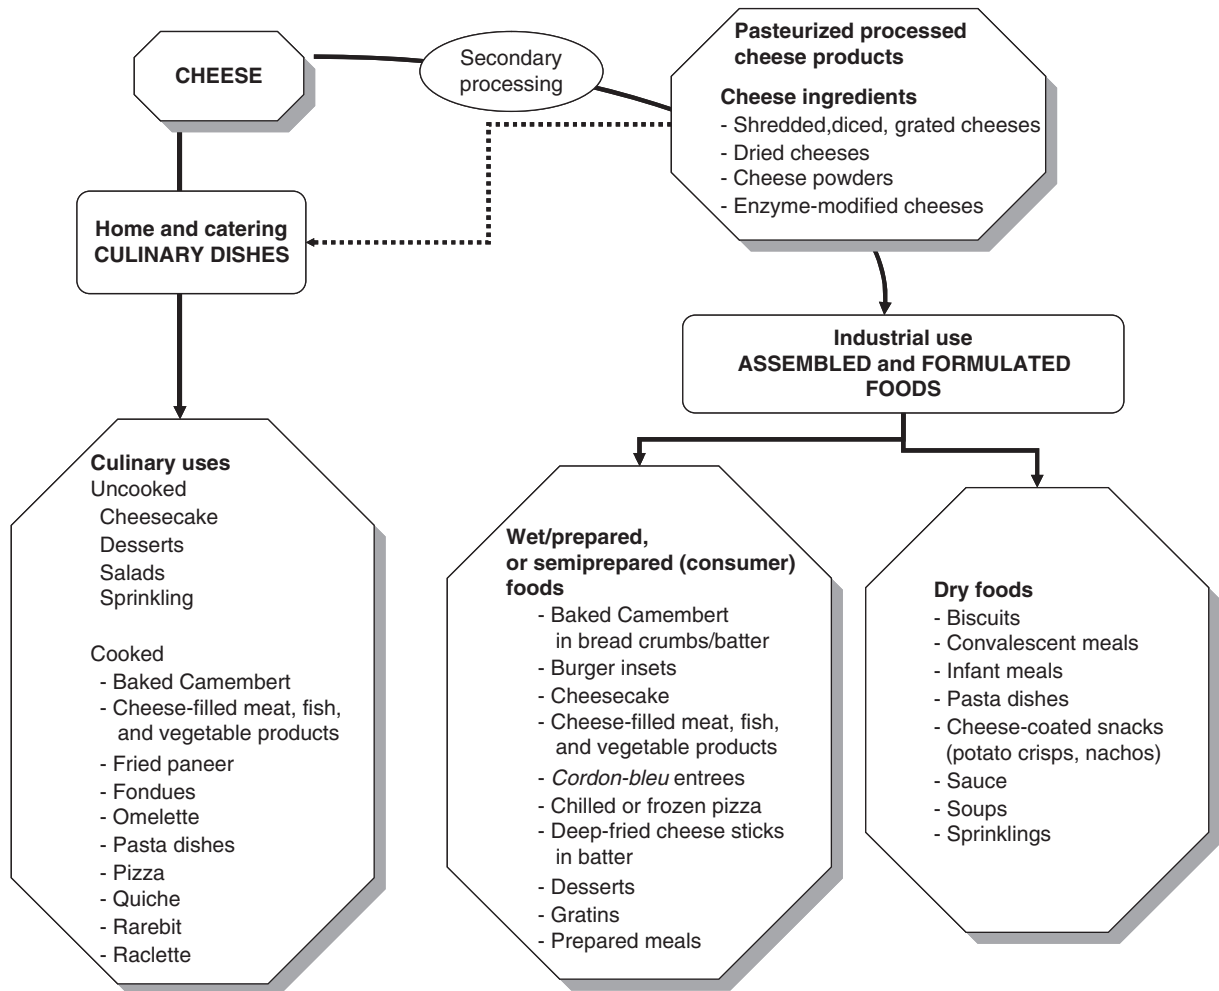 CHEESE
Secondary
processing
Pasteurized processed
cheese products
Cheese ingredients
- Shredded,diced, grated cheeses
- Dried cheeses
- Cheese powders
- Enzyme-modified cheeses
Home and catering
CULINARY DISHES
Industrial use
ASSEMBLED and FORMULATED
FOODS
Culinary uses
Uncooked
Cheesecake
Desserts
Salads
Sprinkling
Cooked
- Baked Camembert
- Cheese-filled meat, fish,
and vegetable products
- Fried paneer
- Fondues
- Omelette
- Pasta dishes
- Pizza
- Quiche
- Rarebit
- Raclette
Wet/prepared,
or semiprepared (consumer)
foods
- Baked Camembert
in bread crumbs/batter
- Burger insets
- Cheesecake
- Cheese-filled meat, fish,
and vegetable products
- Cordon-bleu entrees
- Chilled or frozen pizza
- Deep-fried cheese sticks
in batter
- Desserts
- Gratins
- Prepared meals
Dry foods
- Biscuits
- Convalescent meals
- Infant meals
- Pasta dishes
- Cheese-coated snacks
(potato crisps, nachos)
- Sauce
- Soups
- Sprinklings